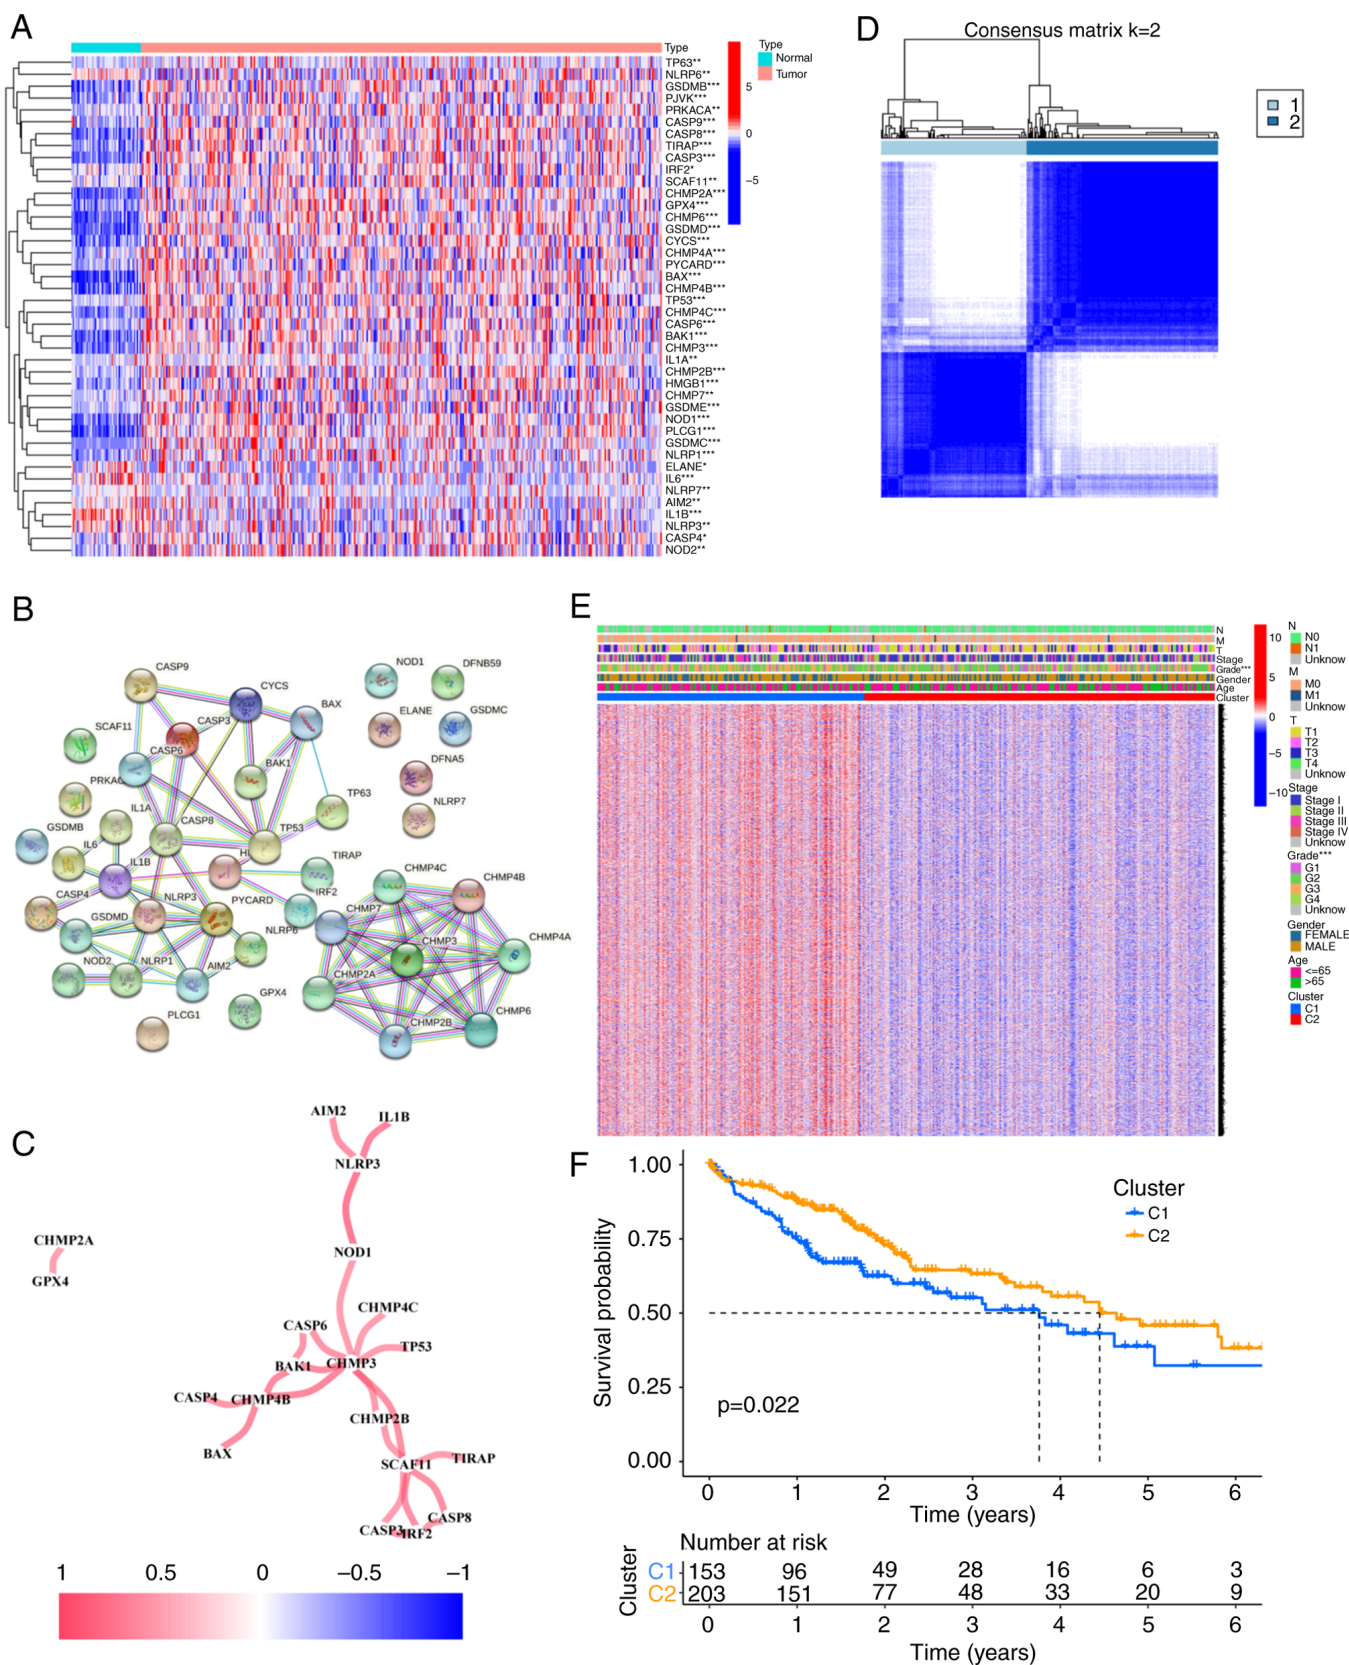 A
Type
TP63**
NLRP6**
GSDMB***
PJVK***
PRKACA**
CASP9***
CASP8***
TIRAP***
CASP3***
IRF2*
SCAF11**
CHMP2A***
GPX4***
CHMP6***
GSDMD***
CYCS***
CHMP4A***
PYCARD***
BAX***
CHMP4B***
TP53***
CHMP4C***
CASP6***
BAK1***
CHMP3***
IL1A**
CHMP2B***
HMGB1***
CHMP7**
GSDME***
NOD1***
PLCG1***
GSDMC***
NLRP1***
ELANE*
IL6***
NLRP7**
AIM2**
IL1B***
NLRP3**
CASP4*
NOD2**
5
0
−5
Type
Normal
Tumor
D
Consensus matrix k=2
1
2
B
CASP9
CYCS
BAX
NOD1
DFNB59
SCAF11
CASP3
ELANE
GSDMC
CASP6
BAK1
DFNA5
PRKAC
TP63
NLRP7
IL1A
CASP8
TP53
GSDMB
IL6
IL1B
TIRAP
CHMP4C
CHMP4B
CASP4
NLRP3
PYCARD
IRF2
CHMP7
GSDMD
NLRP6
CHMP3
CHMP4A
NOD2
NLRP1
AIM2
CHMP2A
GPX4
CHMP6
PLCG1
CHMP2B
E
N
M
T
Stage
Grade***
Gender
Age
Cluster
10
5
0
−5
−10
N
N0
N1
Unknow
M
M0
M1
Unknow
T
T1
T2
T3
T4
Unknow
Stage
Stage I
Stage II
Stage III
Stage IV
Unknow
Grade***
G1
G2
G3
G4
Unknow
Gender
FEMALE
MALE
Age
<=65
>65
Cluster
C1
C2
C
AIM2
IL1B
NLRP3
CHMP2A
GPX4
NOD1
CHMP4C
CASP6
TP53
BAK1
CHMP3
CASP4
CHMP4B
CHMP2B
BAX
SCAF11
TIRAP
CASP8
CASP3
IRF2
1 0.5 0 −0.5 −1
F
1.00
0.75
0.50
0.25
0.00
Survival probability
Cluster
C1
C2
p=0.022
0 1 2 3 4 5 6
Time (years)
Number at risk
Cluster
C1 153 96 49 28 16 6 3
C2 203 151 77 48 33 20 9
0 1 2 3 4 5 6
Time (years)